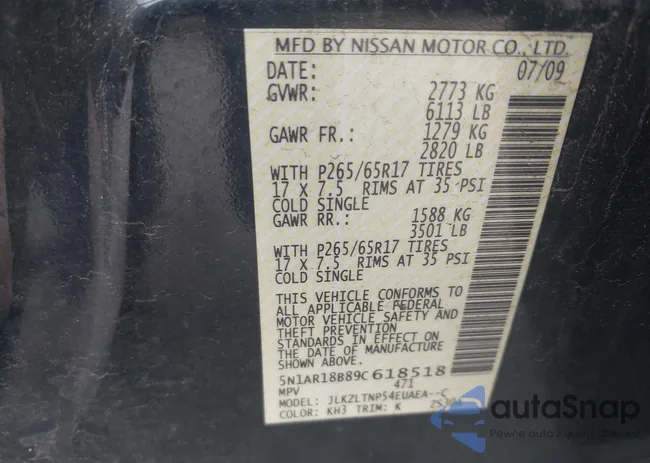 MFD BY NISSAN MOTOR CO., LTD.
DATE: 07/09
GVWR: 2773 KG
6113 LB
GAWR FR.: 1279 KG
2820 LB
WITH P265/65R17 TIRES
17 X 7.5 RIMS AT 35 PSI
COLD SINGLE
GAWR RR.: 1588 KG
3501 LB
WITH P265/65R17 TIRES
17 X 7.5 RIMS AT 35 PSI
COLD SINGLE
THIS VEHICLE CONFORMS TO
ALL APPLICABLE FEDERAL
MOTOR VEHICLE SAFETY AND
THEFT PREVENTION
STANDARDS IN EFFECT ON
THE DATE OF MANUFACTURE
SHOWN ABOVE.
5N1AR18B89C618518
MPV 471
MODEL: JLKZLTNP54EUAEA--C
COLOR: KH3 TRIM: K
autoSnap